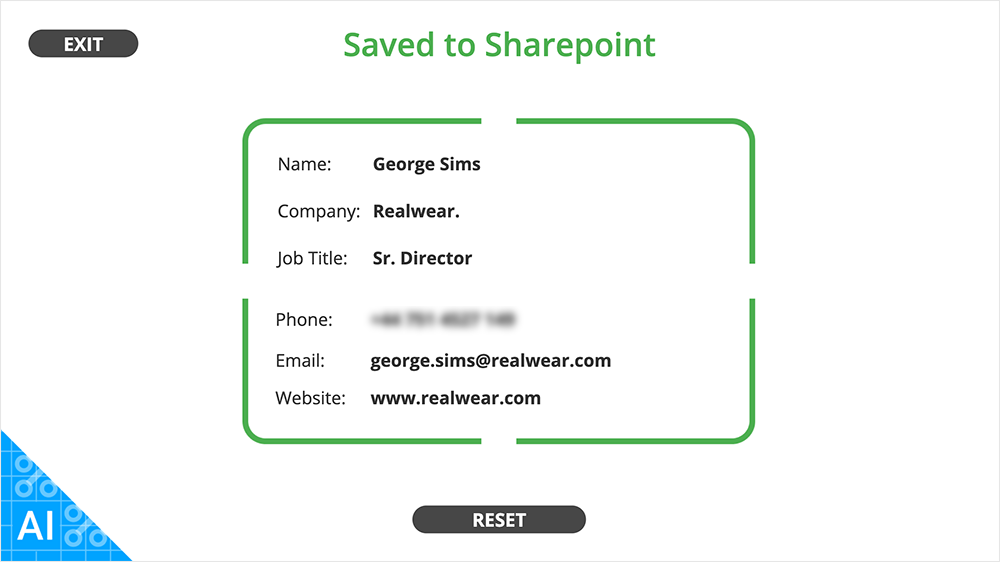 EXIT
Saved to Sharepoint
Name: George Sims
Company: Realwear.
Job Title: Sr. Director
Phone:
Email: george.sims@realwear.com
Website: www.realwear.com
AI
RESET